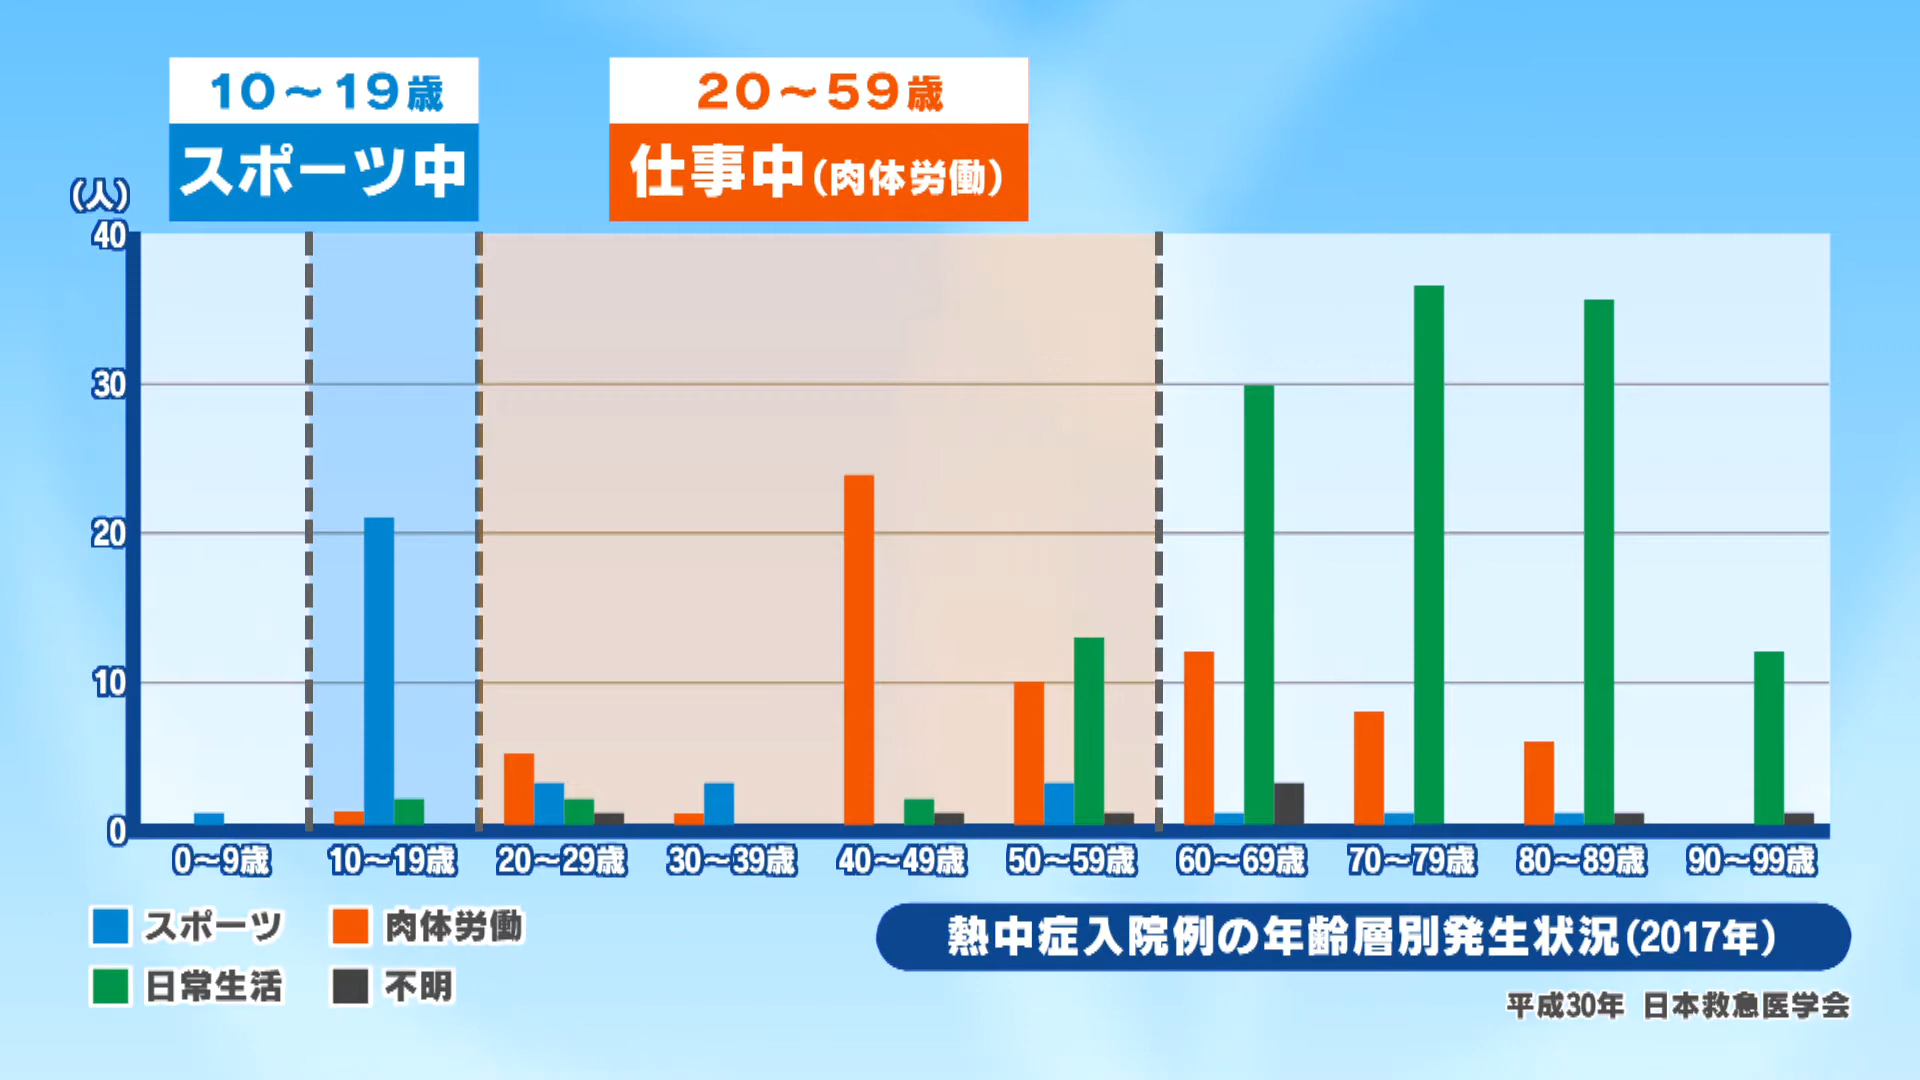 10～19歳
スポーツ中
20～59歳
仕事中(肉体労働)
(人)
40
30
20
10
0
0～9歳 10～19歳 20～29歳 30～39歳 40～49歳 50～59歳 60～69歳 70～79歳 80～89歳 90～99歳
スポーツ 肉体労働
日常生活 不明
熱中症入院例の年齢層別発生状況(2017年)
平成30年 日本救急医学会